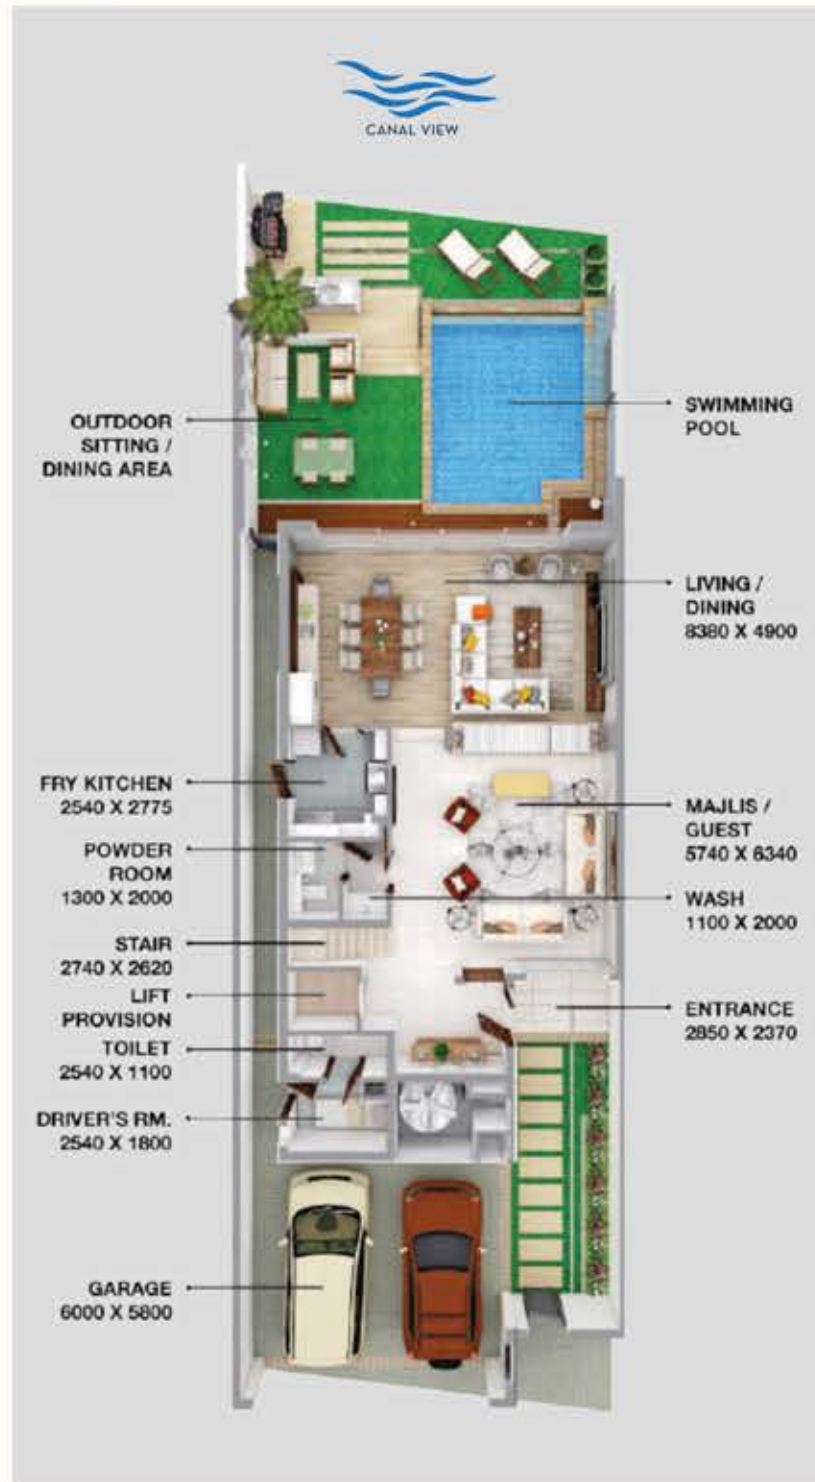 CANAL VIEW
OUTDOOR
SITTING /
DINING AREA
SWIMMING
POOL
LIVING /
DINING
8380 X 4900
FRY KITCHEN
2540 X 2775
MAJLIS /
GUEST
5740 X 6340
POWDER
ROOM
1300 X 2000
WASH
1100 X 2000
STAIR
2740 X 2620
LIFT
PROVISION
ENTRANCE
2850 X 2370
TOILET
2540 X 1100
DRIVER'S RM.
2540 X 1800
GARAGE
6000 X 5800